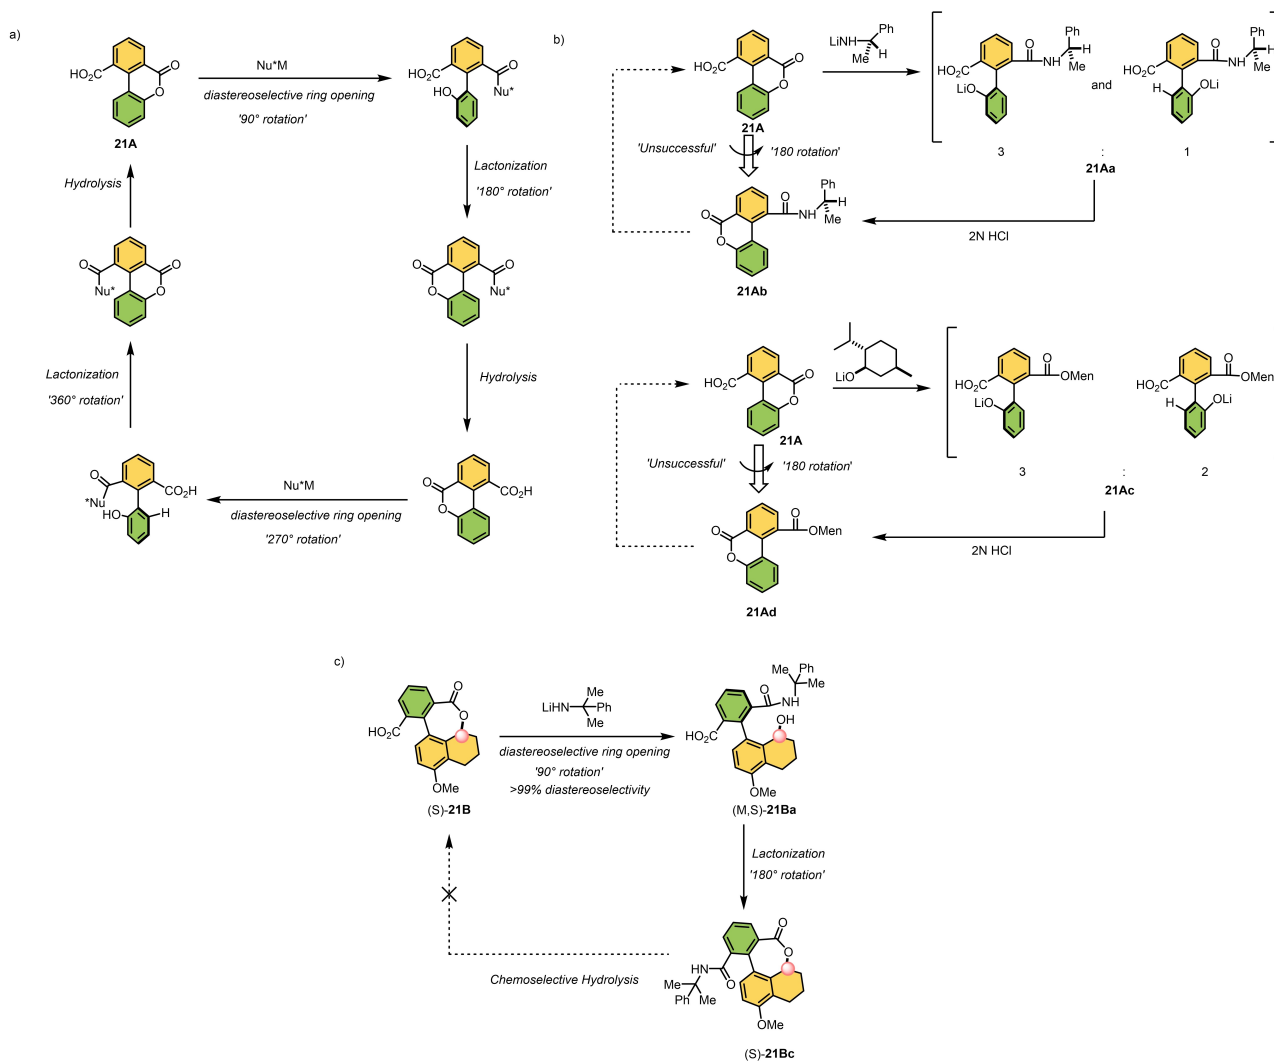 a)
HO2C
O
O
21A
Nu*M
diastereoselective ring opening
'90° rotation'
HO2C
O
HO
Nu*
Lactonization
'180° rotation'
O
O
O
Nu*
Hydrolysis
O
O
CO2H
Nu*M
diastereoselective ring opening
'270° rotation'
O
*Nu
CO2H
HO
H
Lactonization
'360° rotation'
O
O
Nu*
O
Hydrolysis
b)
HO2C
O
O
21A
Ph
LiHN
H
Me
HO2C
O
NH
Ph
H
Me
LiO
and
HO2C
O
NH
Ph
H
Me
H
OLi
3
:
1
21Aa
'Unsuccessful'
'180 rotation'
2N HCl
O
O
O
NH
Ph
H
Me
21Ab
HO2C
O
O
21A
LiO
HO2C
O
OMen
LiO
HO2C
O
OMen
H
OLi
3
:
2
21Ac
'Unsuccessful'
'180 rotation'
2N HCl
O
O
O
OMen
21Ad
c)
O
O
HO2C
OMe
(S)-21B
Me
LiHN
Ph
Me
diastereoselective ring opening
'90° rotation'
>99% diastereoselectivity
Me
Ph
Me
O
NH
OH
HO2C
OMe
(M,S)-21Ba
Lactonization
'180° rotation'
O
O
HN
O
Me
Ph
Me
OMe
(S)-21Bc
Chemoselective Hydrolysis